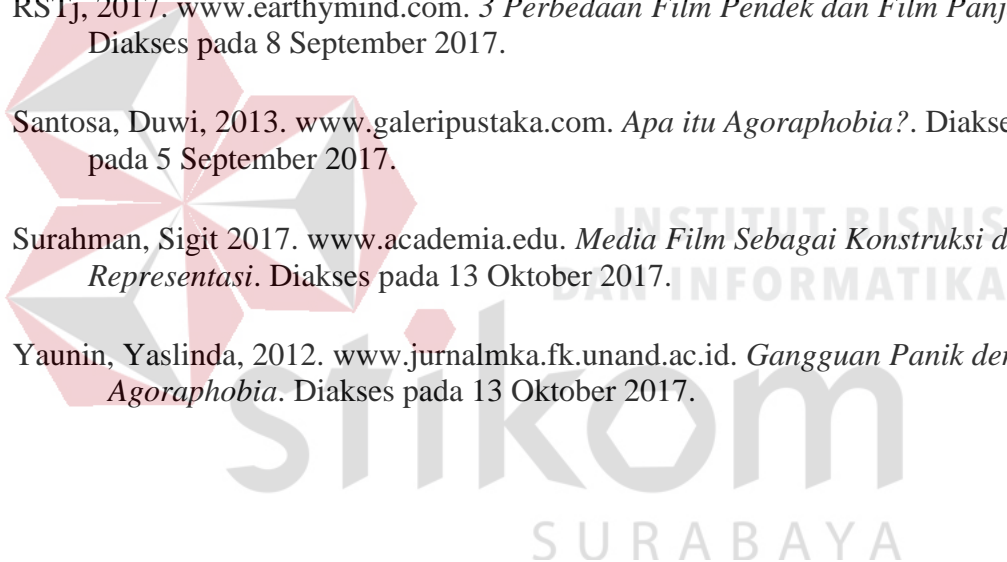 RSTj, 2017. www.earthymind.com. 3 Perbedaan Film Pendek dan Film Panj
Diakses pada 8 September 2017.
Santosa, Duwi, 2013. www.galeripustaka.com. Apa itu Agoraphobia?. Diakse
pada 5 September 2017.
INSTITUT BISNIS
Surahman, Sigit 2017. www.academia.edu. Media Film Sebagai Konstruksi d
Representasi. Diakses pada 13 Oktober 2017.
DAN INFORMATIKA
Yaunin, Yaslinda, 2012. www.jurnalmka.fk.unand.ac.id. Gangguan Panik de
Agoraphobia. Diakses pada 13 Oktober 2017.
stikom
SURABAYA